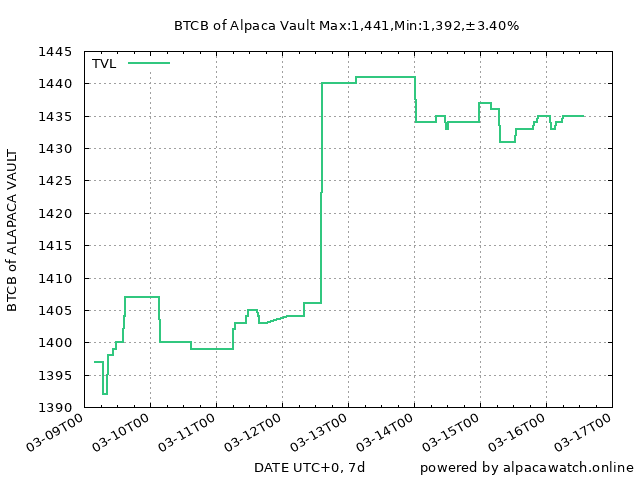 BTCB of Alpaca Vault Max:1,441,Min:1,392,±3.40%
TVL
BTCB of ALAPACA VAULT
1445
1440
1435
1430
1425
1420
1415
1410
1405
1400
1395
1390
03-09T00
03-10T00
03-11T00
03-12T00
03-13T00
03-14T00
03-15T00
03-16T00
03-17T00
DATE UTC+0, 7d
powered by alpacawatch.online